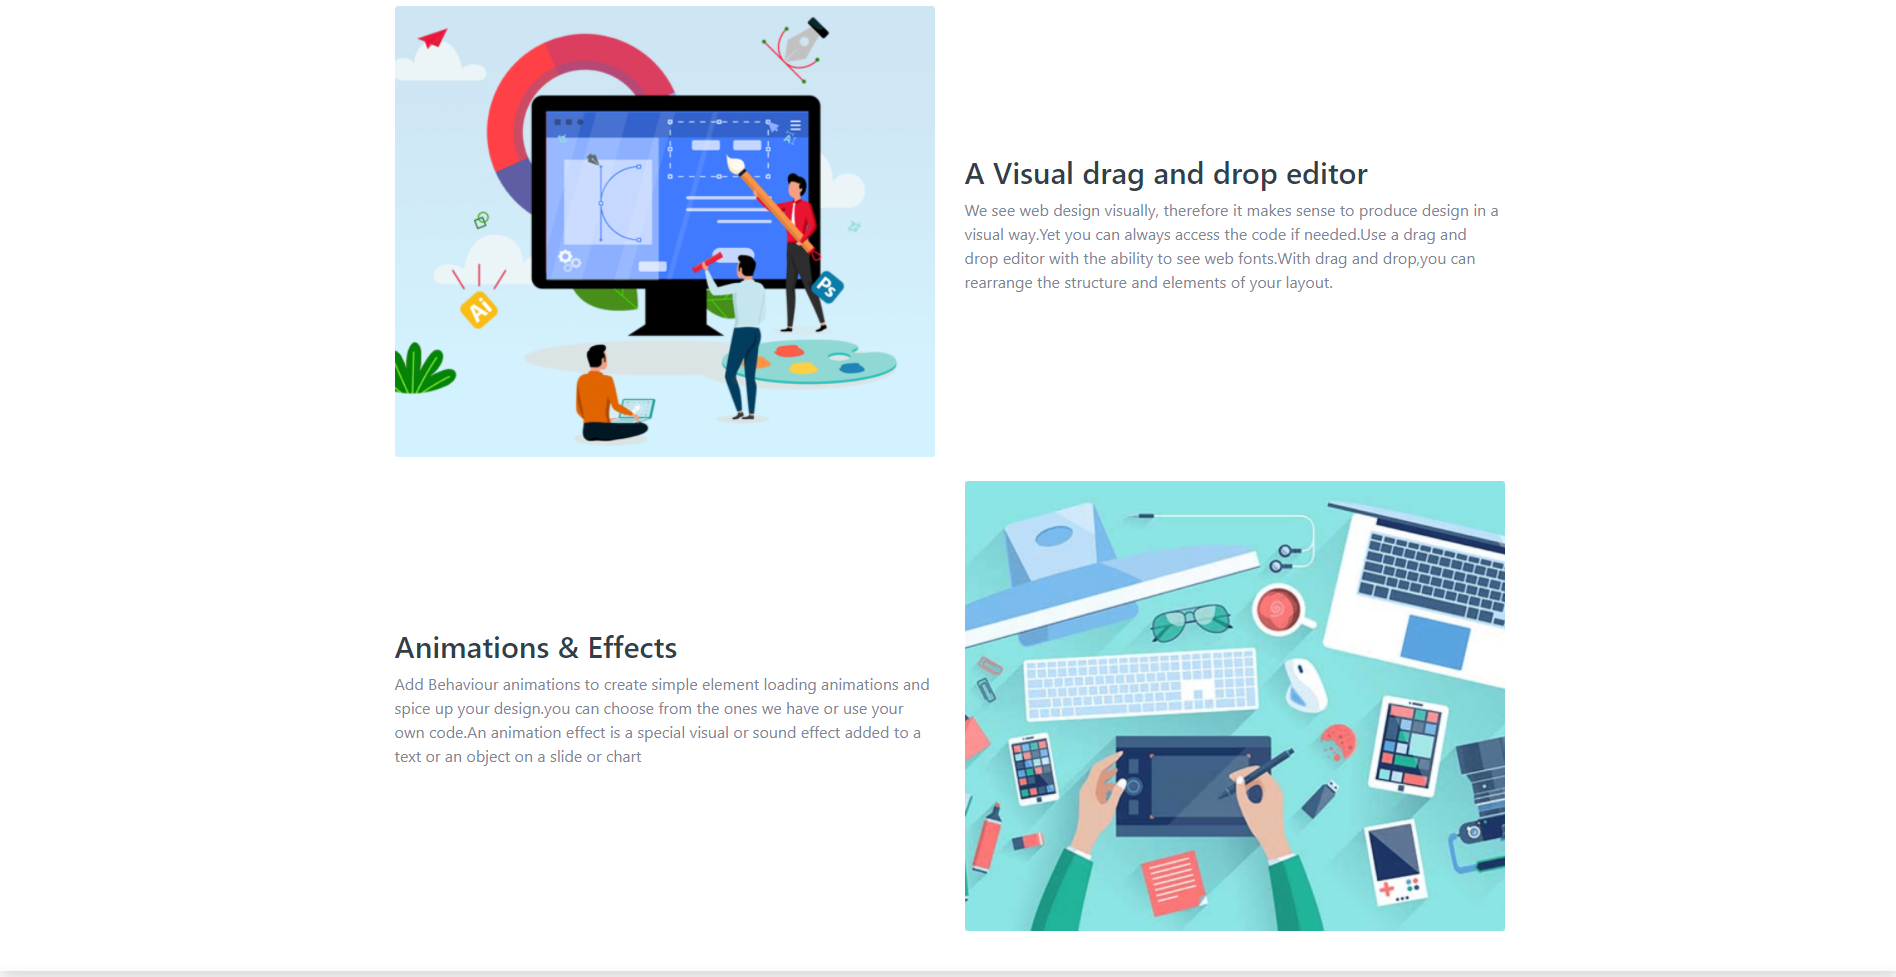 Ai
Ai
Ps
A Visual drag and drop editor
We see web design visually, therefore it makes sense to produce design in a
visual way.Yet you can always access the code if needed.Use a drag and
drop editor with the ability to see web fonts.With drag and drop,you can
rearrange the structure and elements of your layout.
Animations & Effects
Add Behaviour animations to create simple element loading animations and
spice up your design.you can choose from the ones we have or use your
own code.An animation effect is a special visual or sound effect added to a
text or an object on a slide or chart